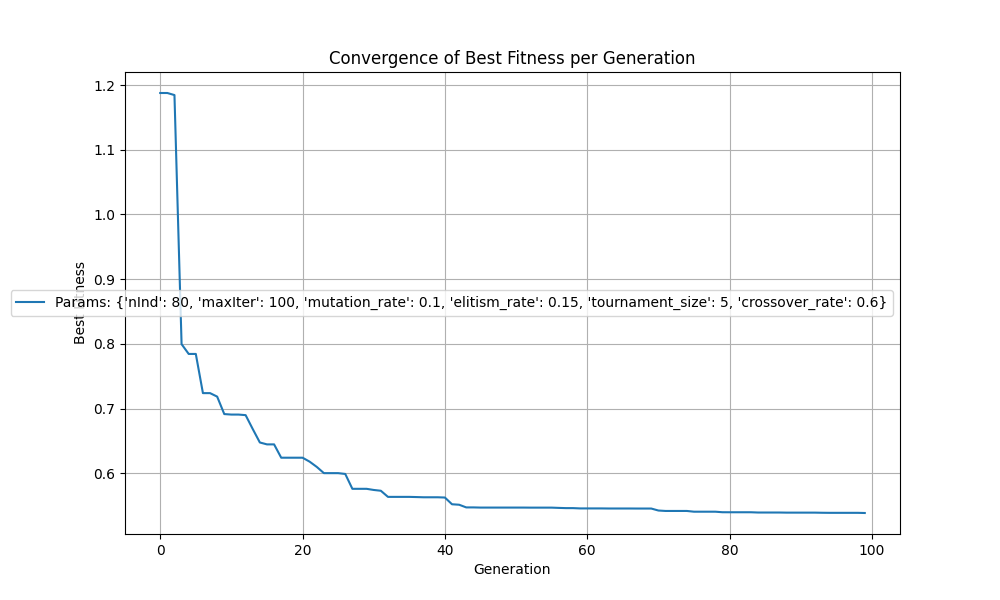 Convergence of Best Fitness per Generation
1.2
1.1
1.0
0.9
0.8
0.7
0.6
Best
Params: {'nInd': 80, 'maxIter': 100, 'mutation_rate': 0.1, 'elitism_rate': 0.15, 'tournament_size': 5, 'crossover_rate': 0.6}
0 20 40 60 80 100
Generation